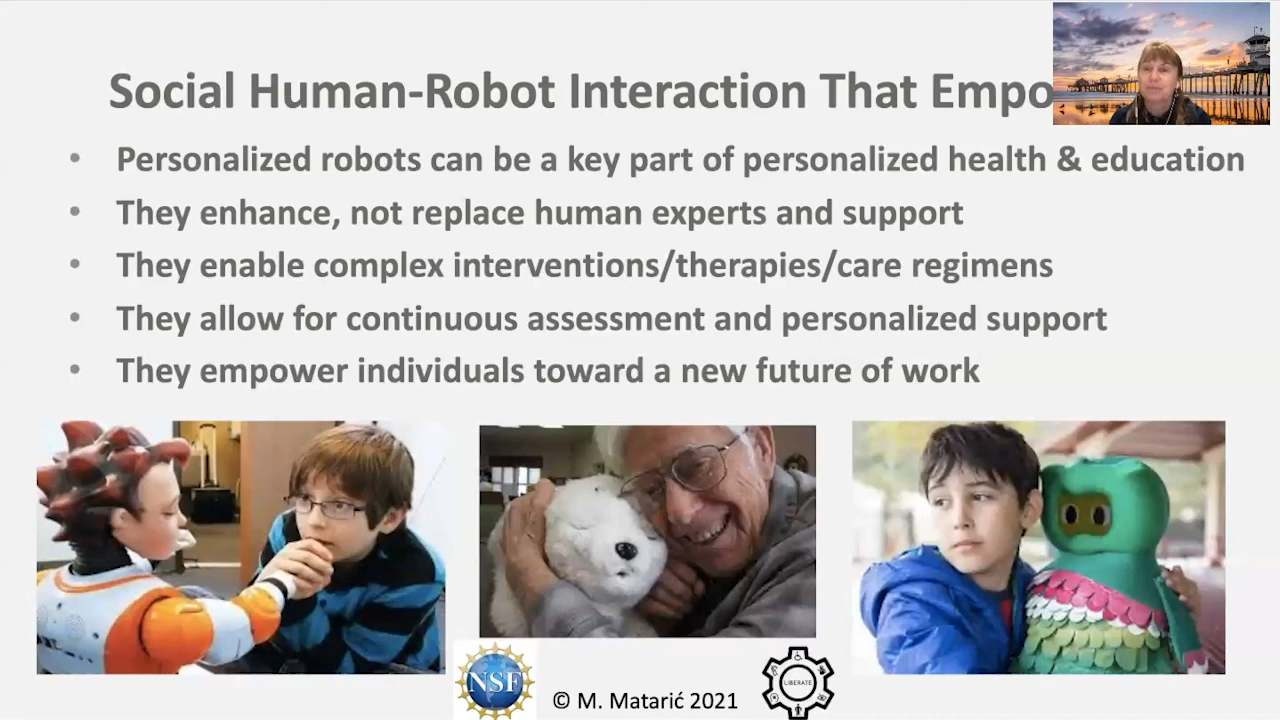 Social Human-Robot Interaction That Empo
• Personalized robots can be a key part of personalized health & education
• They enhance, not replace human experts and support
• They enable complex interventions/therapies/care regimens
• They allow for continuous assessment and personalized support
• They empower individuals toward a new future of work
NSF
© M. Matarić 2021
LIBERATE